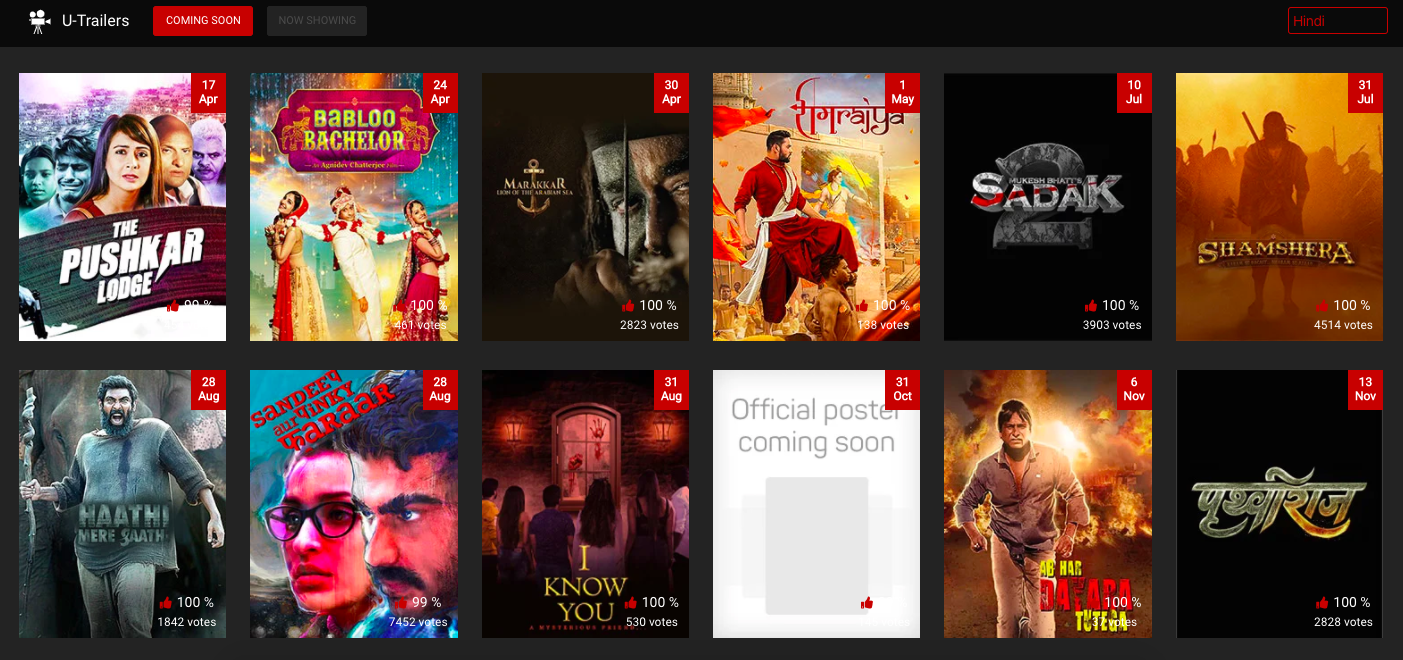 U-Trailers
COMING SOON
NOW SHOWING
Hindi
17
Apr
THE
PUSHKAR
LODGE
99 %
24
Apr
BABLOO
BACHELOR
An Agnidev Chatterjee Film
100 %
461 votes
30
Apr
MARAKKAR
LION OF THE ARABIAN SEA
100 %
2823 votes
1
May
रामrajya
100 %
138 votes
10
Jul
2
MUKESH BHATT'S
SADAK
100 %
3903 votes
31
Jul
SHAMSHERA
100 %
4514 votes
28
Aug
HAATHI
MERE SAATHI
100 %
1842 votes
28
Aug
SANDEEP
AUR PINKY
FARAAR
99 %
7452 votes
31
Aug
I
KNOW
YOU
A MYSTERIOUS FRIEND
100 %
530 votes
31
Oct
Official poster
coming soon
6
Nov
AB HAR
DAYARA
TUTEGA
100 %
37 votes
13
Nov
पृथ्वीराज
100 %
2828 votes